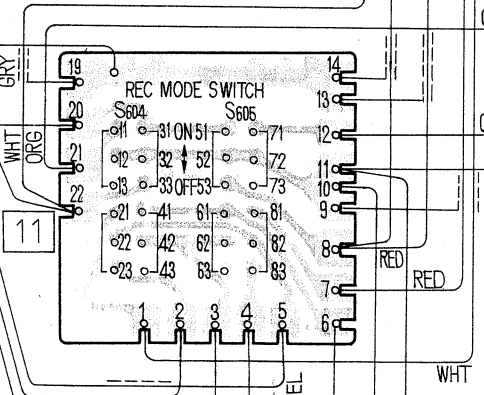 GRY
19
14
REC MODE SWITCH
13
S604 S605
20
11 31 ON 51 71
12
WHT
ORG
12 32 52 72
21
11
13 33 OFF 53 73
10
22
21 41 61 81
9
11
22 42 62 82
8
RED
23 43 63 83
7
RED
1 2 3 4 5
6
WHT